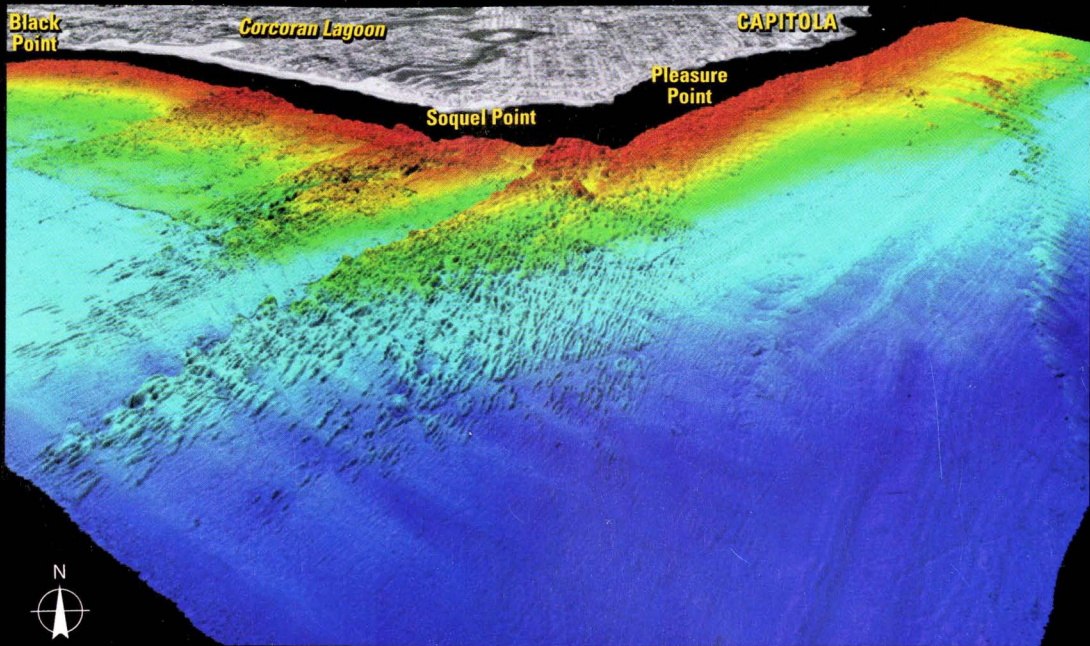 Black
Point
Corcoran Lagoon
CAPITOLA
Pleasure
Point
Soquel Point
N